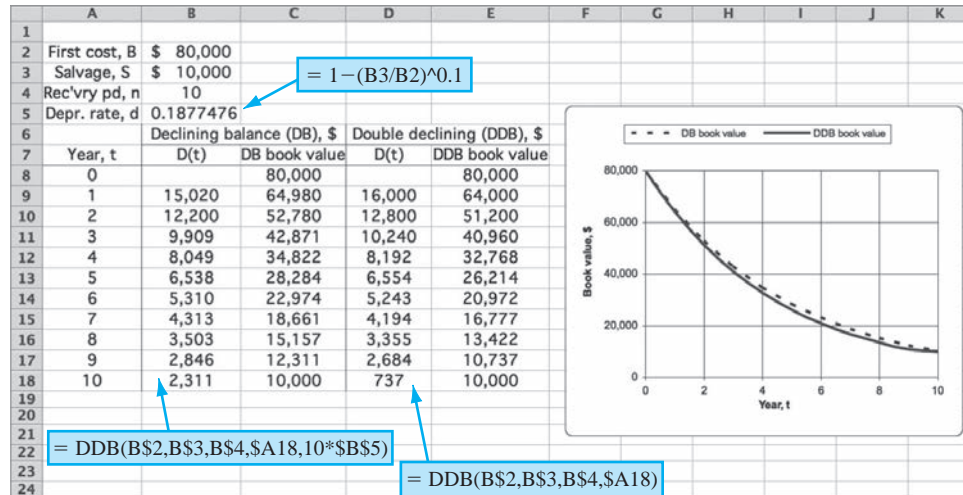 A B C D E F G H I J K
1
2 First cost, B $ 80,000
3 Salvage, S $ 10,000
= 1−(B3/B2)^0.1
4 Rec'vry pd, n 10
5 Depr. rate, d 0.1877476
6 Declining balance (DB), $ Double declining (DDB), $
7 Year, t D(t) DB book value D(t) DDB book value
8 0 80,000 80,000
9 1 15,020 64,980 16,000 64,000
10 2 12,200 52,780 12,800 51,200
11 3 9,909 42,871 10,240 40,960
12 4 8,049 34,822 8,192 32,768
13 5 6,538 28,284 6,554 26,214
14 6 5,310 22,974 5,243 20,972
15 7 4,313 18,661 4,194 16,777
16 8 3,503 15,157 3,355 13,422
17 9 2,846 12,311 2,684 10,737
18 10 2,311 10,000 737 10,000
19
20
21
22
23
24
= DDB(B$2,B$3,B$4,$A18,10*$B$5)
= DDB(B$2,B$3,B$4,$A18)
DB book value DDB book value
80,000
60,000
40,000
20,000
0
Book value, $
0 2 4 6 8 10
Year, t